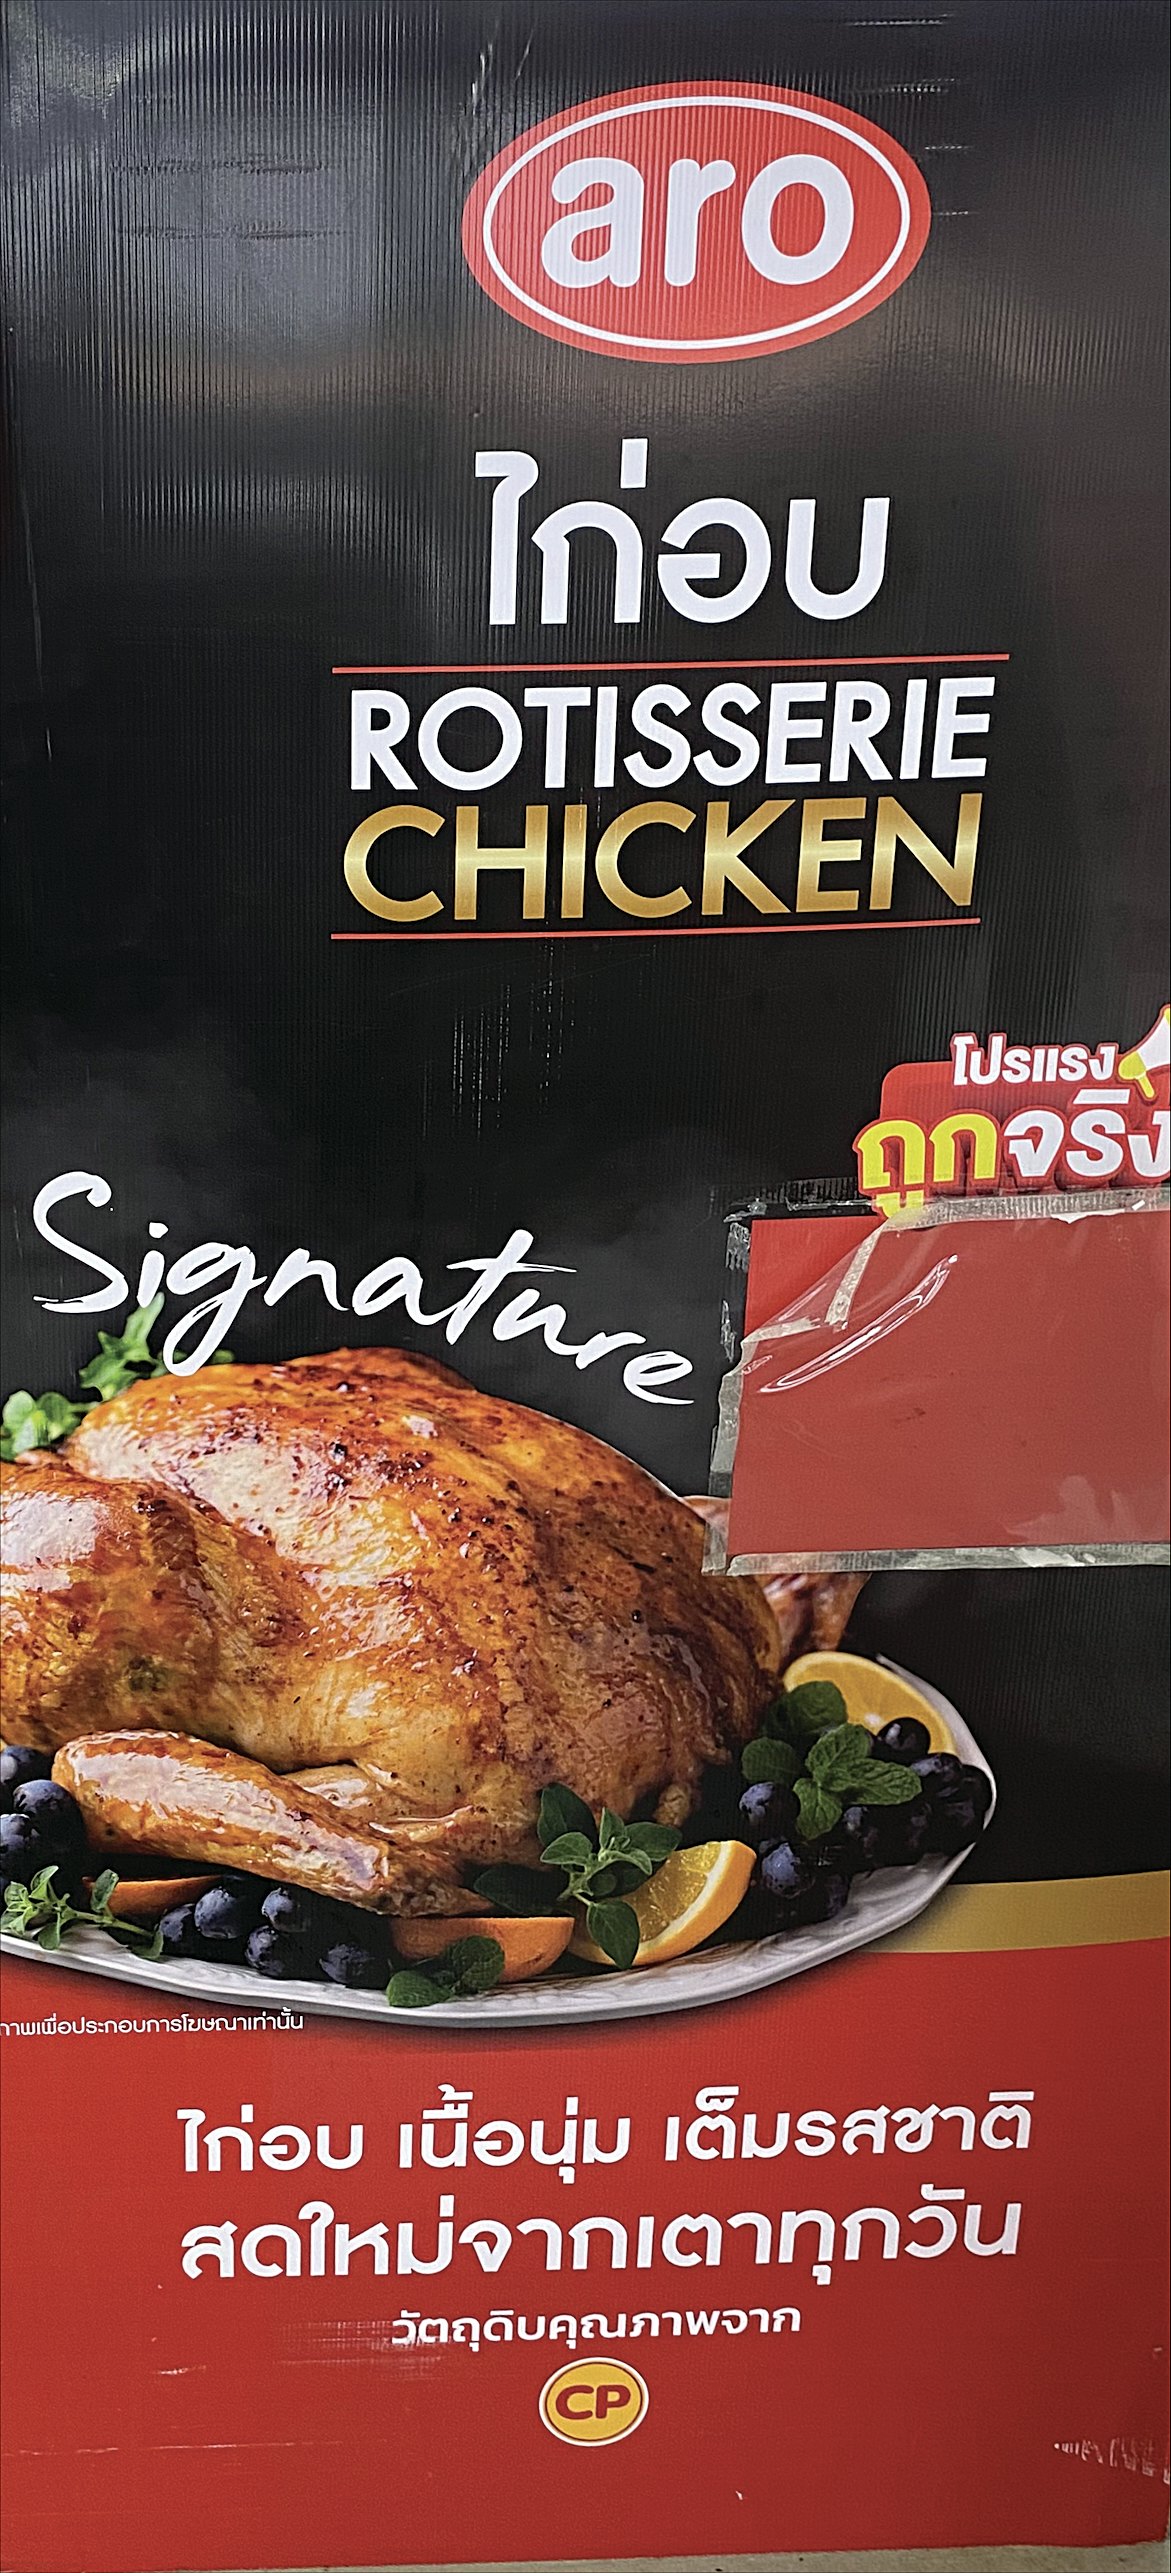 aro
ไก่อบ
ROTISSERIE
CHICKEN
โปรแรง
ถูกจริง
Signature
ภาพเพื่อประกอบการโฆษณาเท่านั้น
ไก่อบ เนื้อนุ่ม เต็มรสชาติ
สดใหม่จากเตาทุกวัน
วัตถุดิบคุณภาพจาก
CP